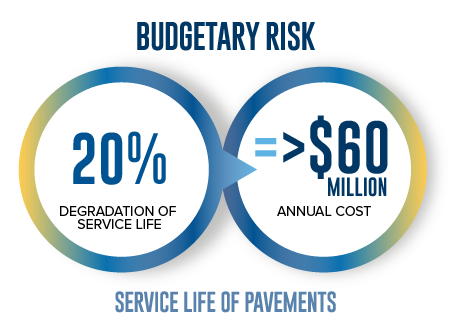 BUDGETARY RISK
20%
DEGRADATION OF
SERVICE LIFE
=>$60
MILLION
ANNUAL COST
SERVICE LIFE OF PAVEMENTS